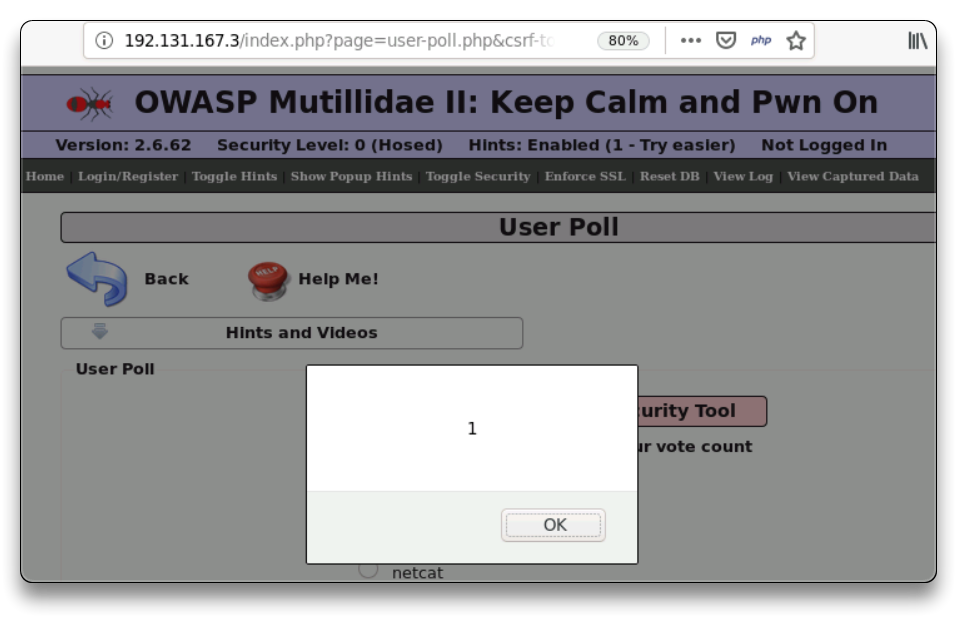 192.131.167.3/index.php?page=user-poll.php&csrf-to
80%
php
OWASP Mutillidae II: Keep Calm and Pwn On
Version: 2.6.62 Security Level: 0 (Hosed) Hints: Enabled (1 - Try easier) Not Logged In
Home | Login/Register | Toggle Hints | Show Popup Hints | Toggle Security | Enforce SSL | Reset DB | View Log | View Captured Data
User Poll
Back
HELP
Help Me!
Hints and Videos
User Poll
curity Tool
ur vote count
1
OK
netcat